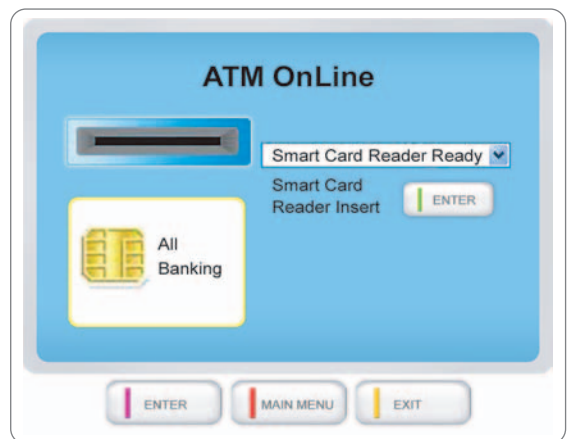 ATM OnLine
Smart Card Reader Ready
Smart Card
Reader Insert
ENTER
All
Banking
ENTER
MAIN MENU
EXIT